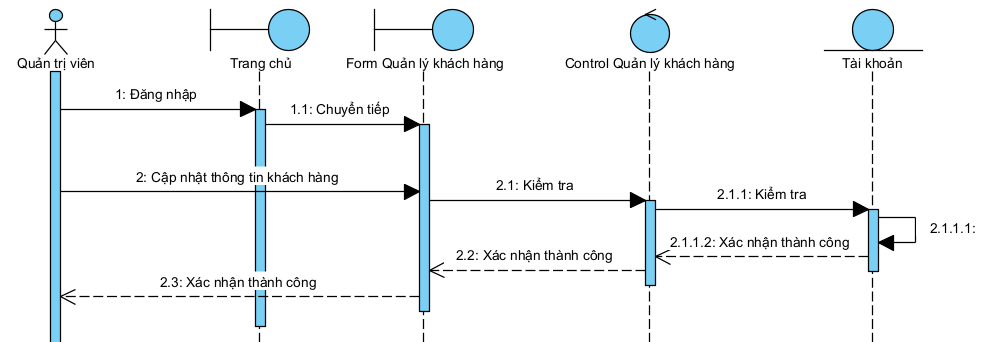 Quản trị viên
Trang chủ
Form Quản lý khách hàng
Control Quản lý khách hàng
Tài khoản
1: Đăng nhập
1.1: Chuyển tiếp
2: Cập nhật thông tin khách hàng
2.1: Kiểm tra
2.1.1: Kiểm tra
2.1.1.1:
2.1.1.2: Xác nhận thành công
2.2: Xác nhận thành công
2.3: Xác nhận thành công